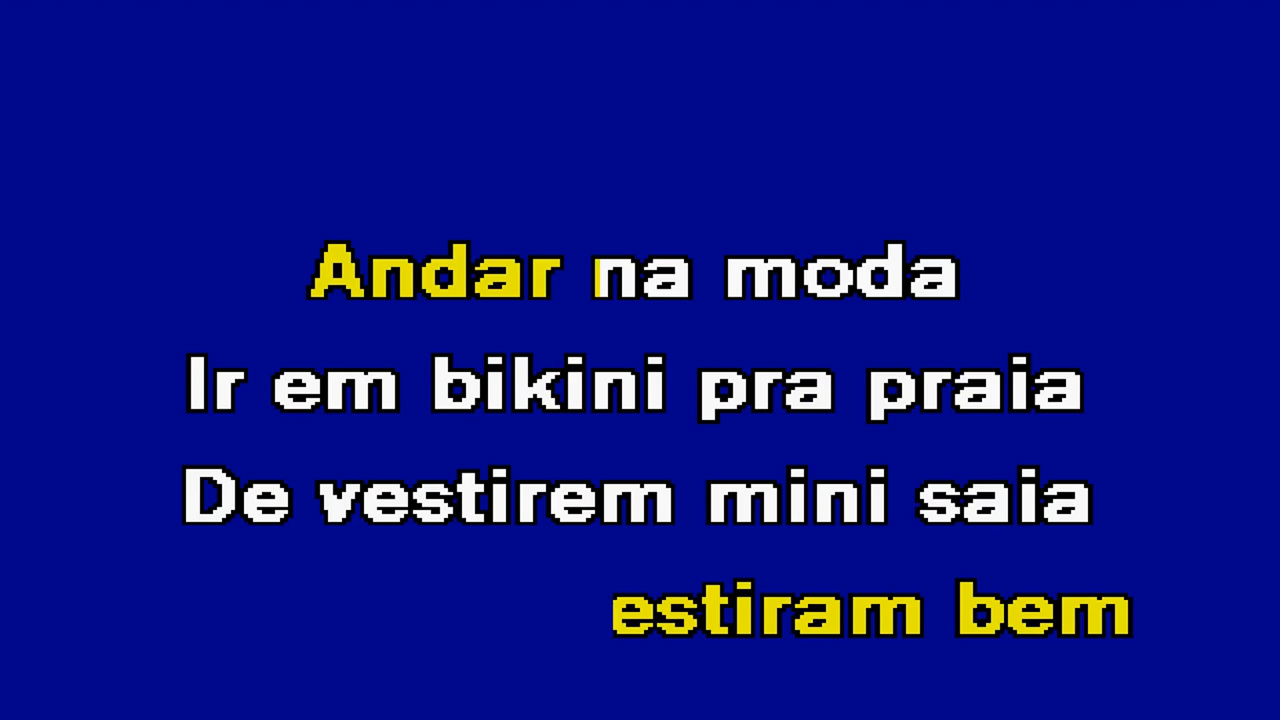 Andar na moda
Ir em bikini pra praia
De vestirem mini saia
estiram bem